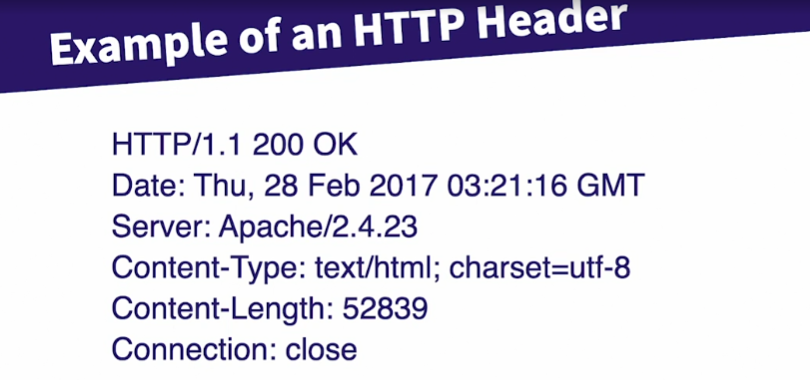 Example of an HTTP Header
HTTP/1.1 200 OK
Date: Thu, 28 Feb 2017 03:21:16 GMT
Server: Apache/2.4.23
Content-Type: text/html; charset=utf-8
Content-Length: 52839
Connection: close